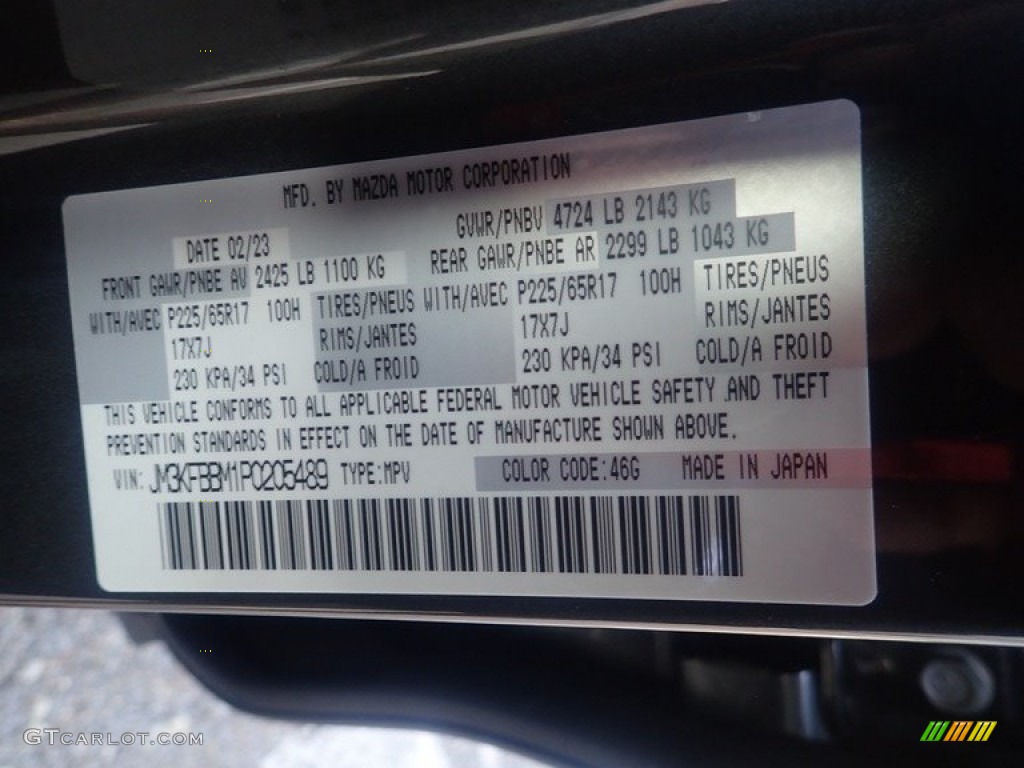 MFD. BY MAZDA MOTOR CORPORATION
DATE 02/23 GVWR/PNBV 4724 LB 2143 KG
FRONT GAWR/PNBE AV 2425 LB 1100 KG REAR GAWR/PNBE AR 2299 LB 1043 KG
WITH/AVEC P225/65R17 100H TIRES/PNEUS WITH/AVEC P225/65R17 100H TIRES/PNEUS
17X7J RIMS/JANTES 17X7J RIMS/JANTES
230 KPA/34 PSI COLD/A FROID 230 KPA/34 PSI COLD/A FROID
THIS VEHICLE CONFORMS TO ALL APPLICABLE FEDERAL MOTOR VEHICLE SAFETY AND THEFT
PREVENTION STANDARDS IN EFFECT ON THE DATE OF MANUFACTURE SHOWN ABOVE.
VIN: JM3KFBBM1P0205489 TYPE:MPV COLOR CODE:46G MADE IN JAPAN
GTCARLOT.COM